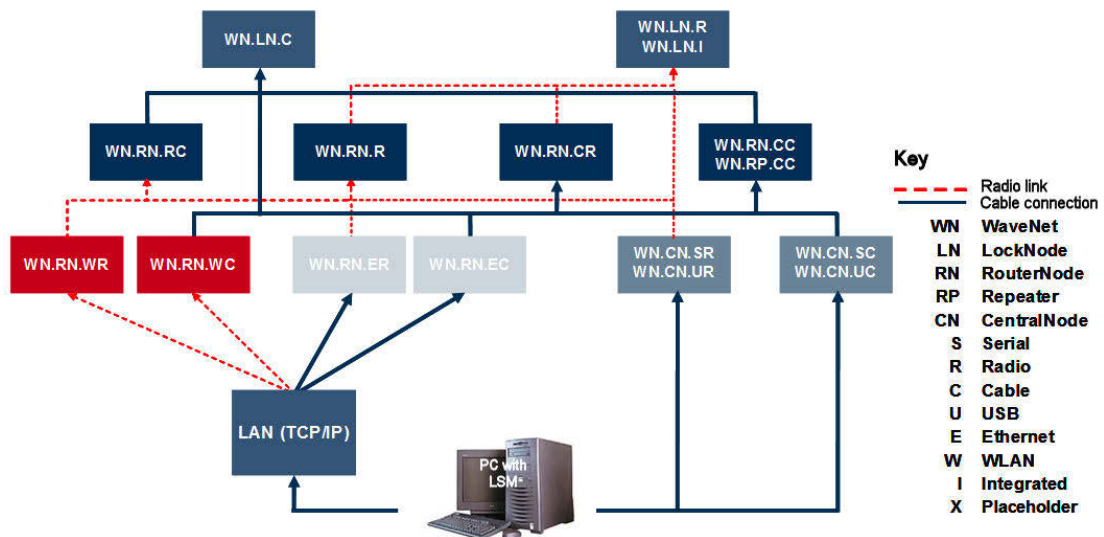 WN.LN.C
WN.LN.R
WN.LN.I
WN.RN.RC
WN.RN.R
WN.RN.CR
WN.RN.CC
WN.RP.CC
WN.RN.WR
WN.RN.WC
WN.RN.ER
WN.RN.EC
WN.CN.SR
WN.CN.UR
WN.CN.SC
WN.CN.UC
LAN (TCP/IP)
PC with
LSM*
Key
Radio link
Cable connection
WN WaveNet
LN LockNode
RN RouterNode
RP Repeater
CN CentralNode
S Serial
R Radio
C Cable
U USB
E Ethernet
W WLAN
I Integrated
X Placeholder